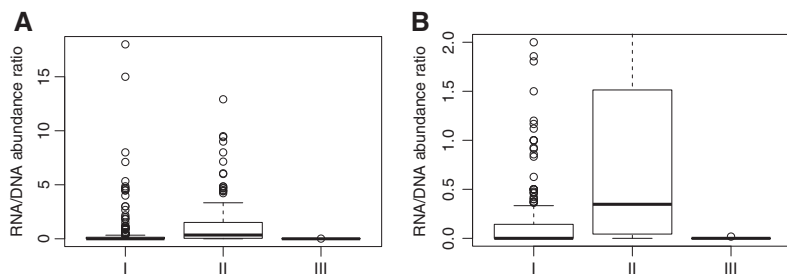 A
B
RNA/DNA abundance ratio
15
10
5
0
I
II
III
RNA/DNA abundance ratio
2.0
1.5
1.0
0.5
0.0
I
II
III